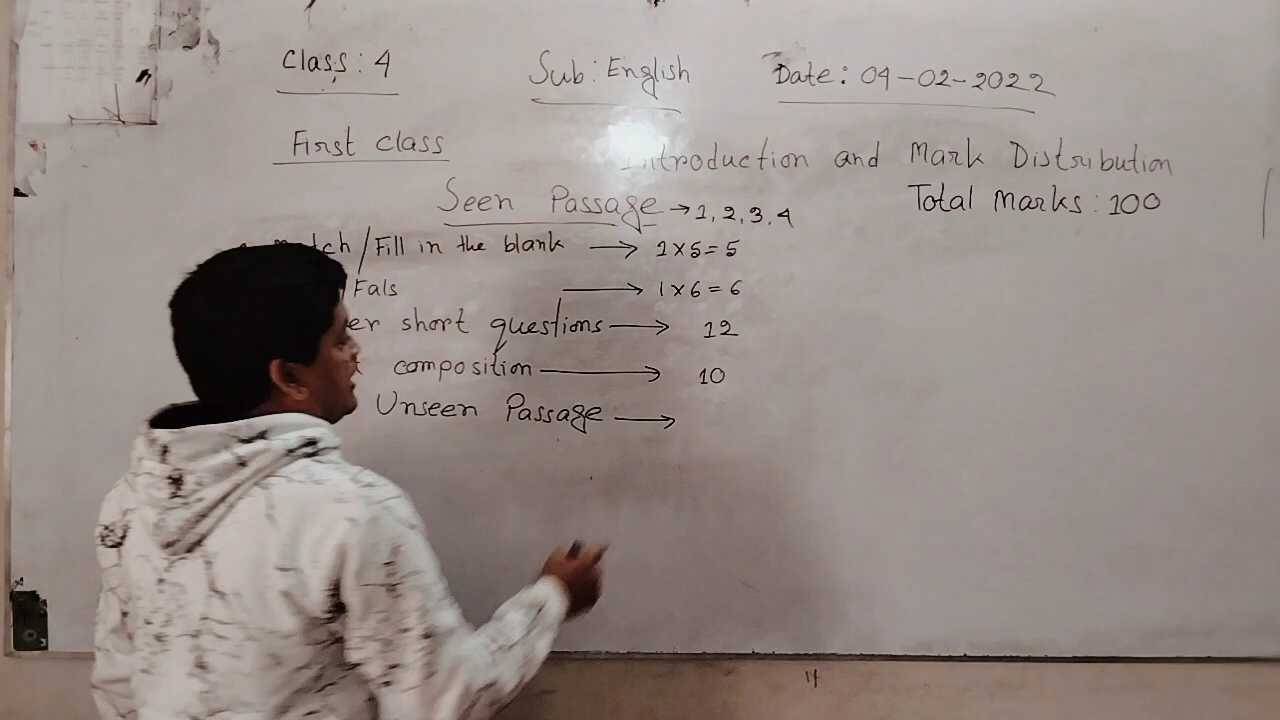 Class: 4 Sub: English Date: 04-02-2022
First class Introduction and Mark Distribution
Seen Passage → 1, 2, 3, 4 Total Marks: 100
/Fill in the blank → 1×5=5
Fals → 1×6=6
short questions → 12
composition → 10
Unseen Passage →